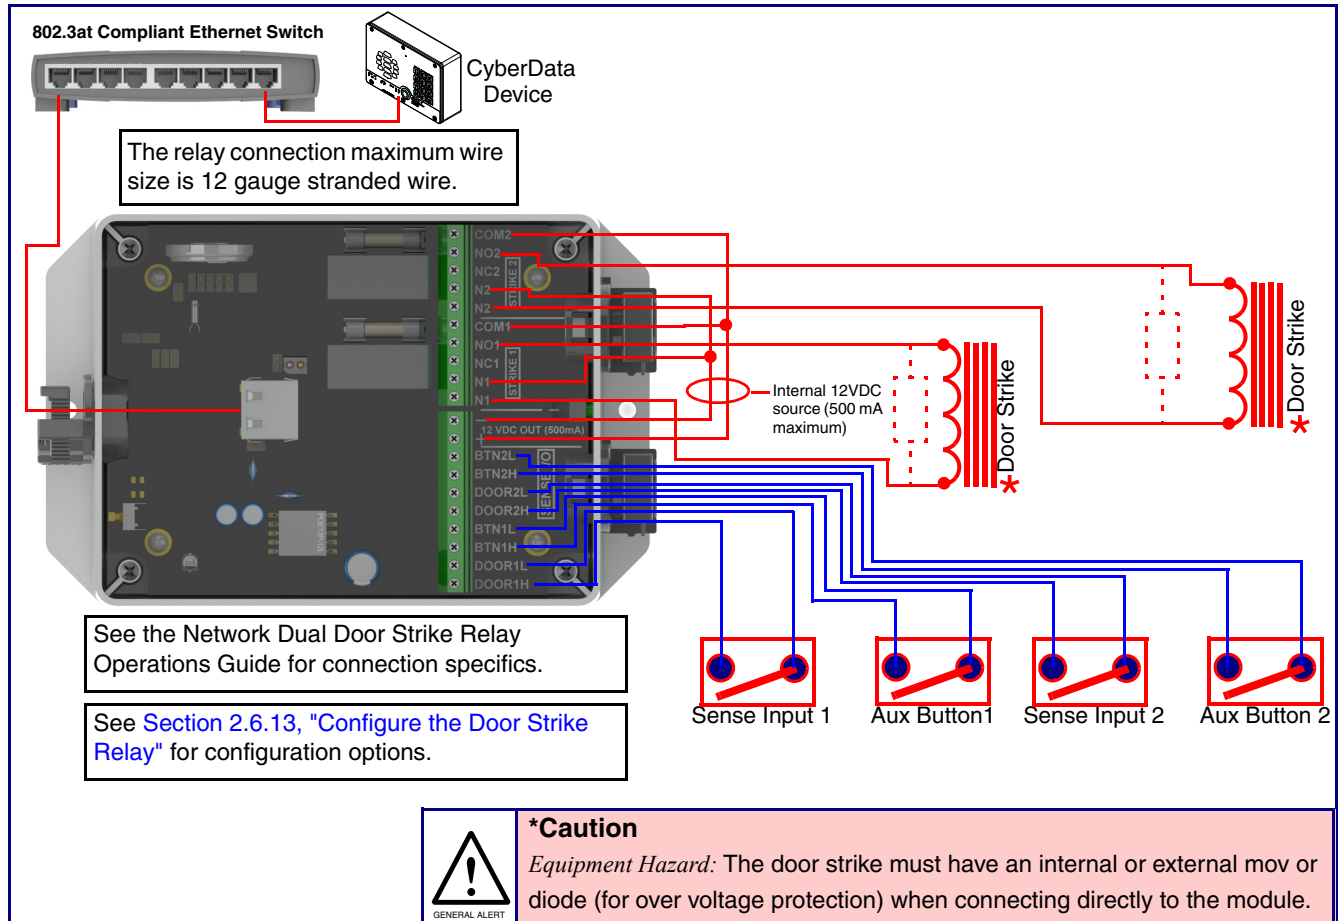 802.3at Compliant Ethernet Switch
CyberData
Device
The relay connection maximum wire
size is 12 gauge stranded wire.
COM2
NO2
NC2
N2
N2
STRIKE 2
COM1
NO1
NC1
N1
N1
STRIKE 1
-
12 VDC OUT (500mA)
+
BTN2L
BTN2H
DOOR2L
DOOR2H
BTN1L
BTN1H
DOOR1L
DOOR1H
Internal 12VDC
source (500 mA
maximum)
*Door Strike
*Door Strike
Sense Input 1
Aux Button1
Sense Input 2
Aux Button 2
See the Network Dual Door Strike Relay
Operations Guide for connection specifics.
See Section 2.6.13, "Configure the Door Strike
Relay" for configuration options.
GENERAL ALERT
*Caution
Equipment Hazard: The door strike must have an internal or external mov or
diode (for over voltage protection) when connecting directly to the module.